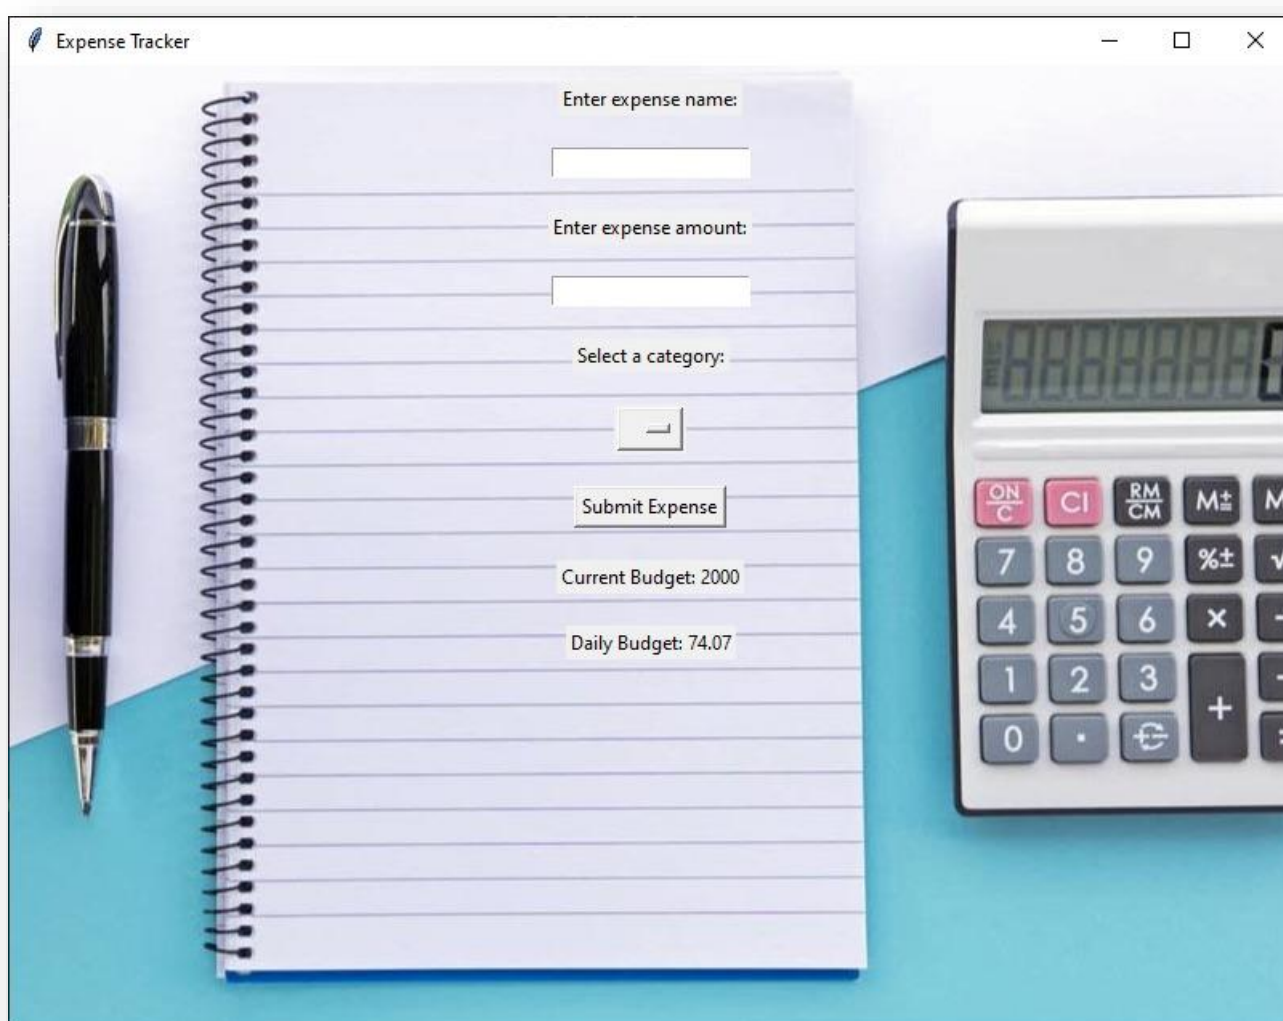 Expense Tracker
Enter expense name:
Enter expense amount:
Select a category:
Submit Expense
Current Budget: 2000
Daily Budget: 74.07
ON/C CI RM/CM M±
7 8 9 %±
4 5 6 ×
1 2 3 +
0 .